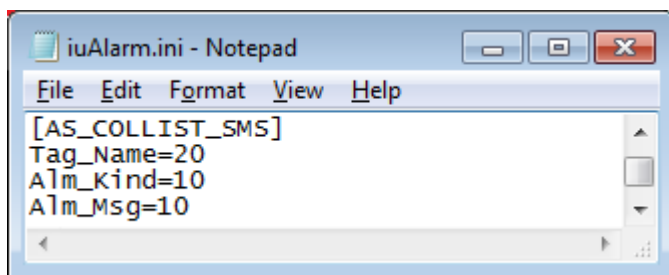 iuAlarm.ini - Notepad
File Edit Format View Help
[AS_COLLIST_SMS]
Tag_Name=20
Alm_Kind=10
Alm_Msg=10